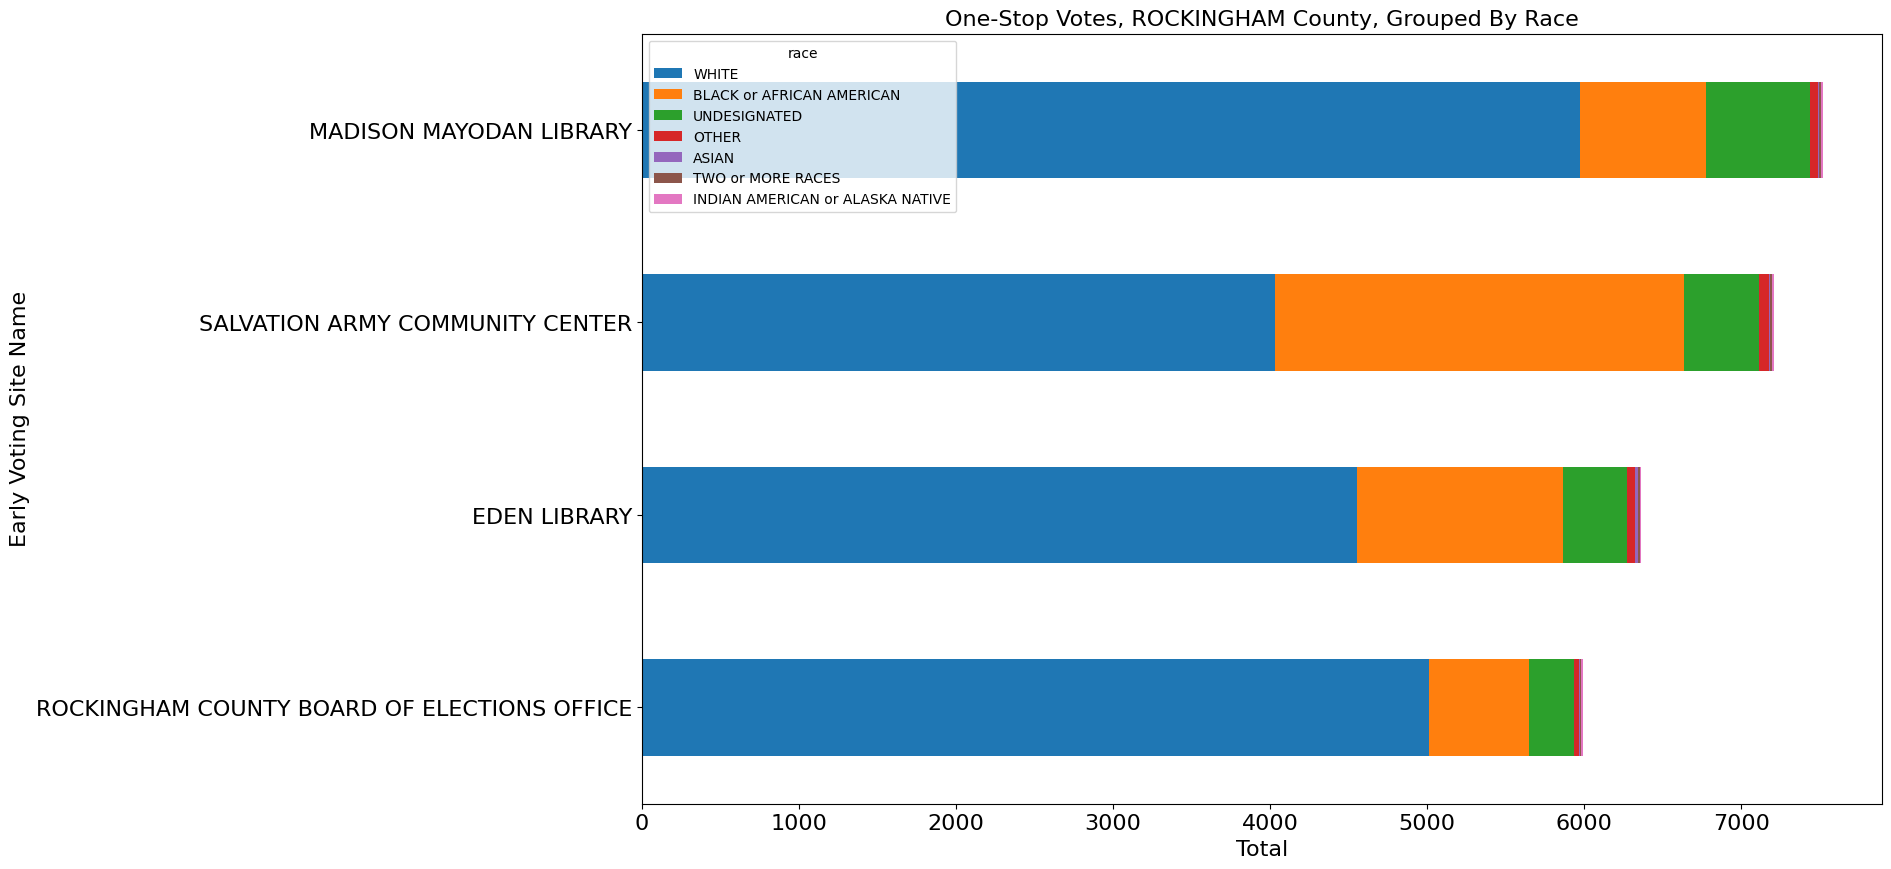 One-Stop Votes, ROCKINGHAM County, Grouped By Race
race
WHITE
BLACK or AFRICAN AMERICAN
UNDESIGNATED
OTHER
ASIAN
TWO or MORE RACES
INDIAN AMERICAN or ALASKA NATIVE
Early Voting Site Name
MADISON MAYODAN LIBRARY
SALVATION ARMY COMMUNITY CENTER
EDEN LIBRARY
ROCKINGHAM COUNTY BOARD OF ELECTIONS OFFICE
0 1000 2000 3000 4000 5000 6000 7000
Total